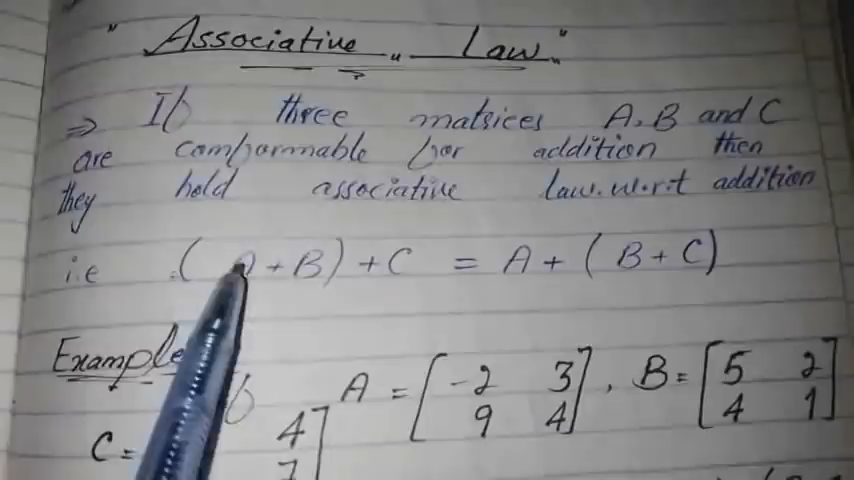 "Associative Law"
⇒ If three matrices A, B and C
are comformable for addition then
they hold associative law. w.r.t addition
i.e (A + B) + C = A + (B + C)
Example A = [-2 3 , B = [5 2
9 4] 4 1]
C = 4